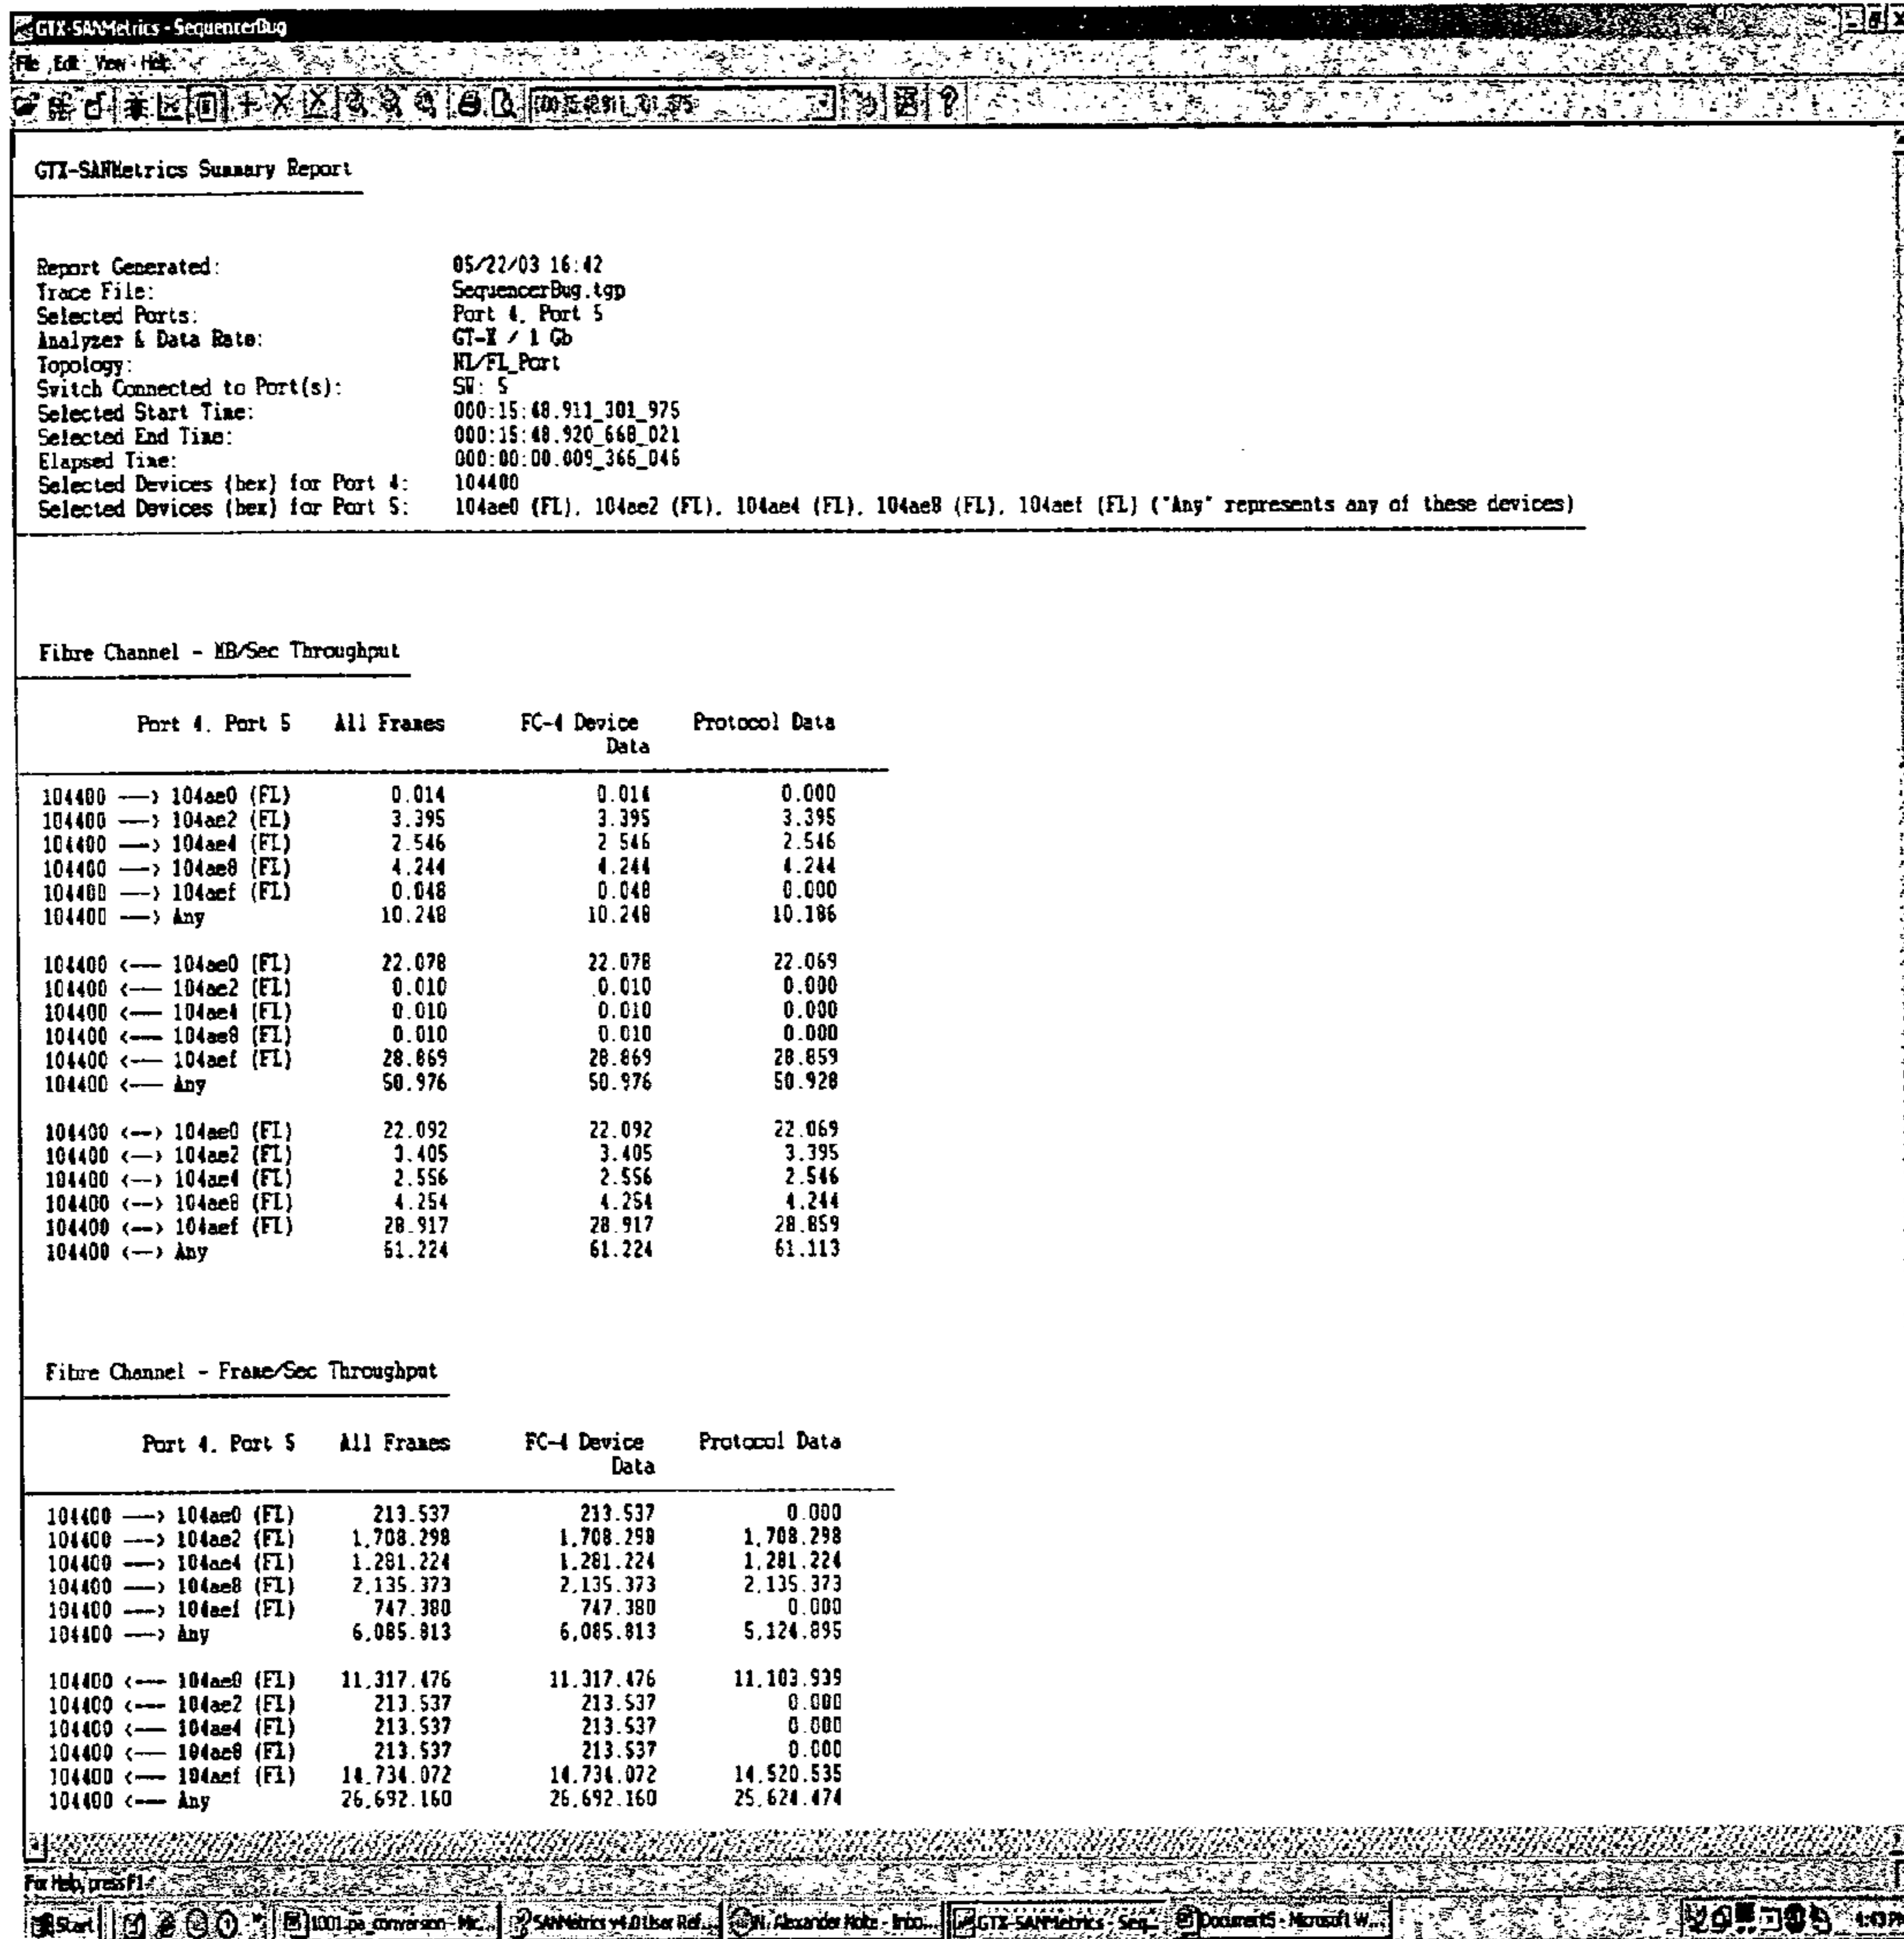 GTX-SANMetrics - SequencerBug
File Edit View Help
GTX-SANMetrics Summary Report
Report Generated: 05/22/03 16:42
Trace File: SequencerBug.tgp
Selected Ports: Port 4, Port 5
Analyzer & Data Rate: GT-X / 1 Gb
Topology: NL/FL_Port
Switch Connected to Port(s): SW: 5
Selected Start Time: 000:15:48.911_301_975
Selected End Time: 000:15:48.920_668_021
Elapsed Time: 000:00:00.009_366_046
Selected Devices (hex) for Port 4: 104400
Selected Devices (hex) for Port 5: 104ae0 (FL), 104ae2 (FL), 104ae4 (FL), 104ae8 (FL), 104aef (FL) ("Any" represents any of these devices)
Fibre Channel - MB/Sec Throughput
Port 4, Port 5 All Frames FC-4 Device Protocol Data
Data
104400 ---> 104ae0 (FL) 0.014 0.014 0.000
104400 ---> 104ae2 (FL) 3.395 3.395 3.395
104400 ---> 104ae4 (FL) 2.546 2.546 2.546
104400 ---> 104ae8 (FL) 4.244 4.244 4.244
104400 ---> 104aef (FL) 0.048 0.048 0.000
104400 ---> Any 10.248 10.248 10.186
104400 <--- 104ae0 (FL) 22.078 22.078 22.069
104400 <--- 104ae2 (FL) 0.010 0.010 0.000
104400 <--- 104ae4 (FL) 0.010 0.010 0.000
104400 <--- 104ae8 (FL) 0.010 0.010 0.000
104400 <--- 104aef (FL) 28.869 28.869 28.859
104400 <--- Any 50.976 50.976 50.928
104400 <--> 104ae0 (FL) 22.092 22.092 22.069
104400 <--> 104ae2 (FL) 3.405 3.405 3.395
104400 <--> 104ae4 (FL) 2.556 2.556 2.546
104400 <--> 104ae8 (FL) 4.254 4.254 4.244
104400 <--> 104aef (FL) 28.917 28.917 28.859
104400 <--> Any 61.224 61.224 61.113
Fibre Channel - Frame/Sec Throughput
Port 4, Port 5 All Frames FC-4 Device Protocol Data
Data
104400 ---> 104ae0 (FL) 213.537 213.537 0.000
104400 ---> 104ae2 (FL) 1,708.298 1,708.298 1,708.298
104400 ---> 104ae4 (FL) 1,281.224 1,281.224 1,281.224
104400 ---> 104ae8 (FL) 2,135.373 2,135.373 2,135.373
104400 ---> 104aef (FL) 747.380 747.380 0.000
104400 ---> Any 6,085.813 6,085.813 5,124.895
104400 <--- 104ae0 (FL) 11,317.476 11,317.476 11,103.939
104400 <--- 104ae2 (FL) 213.537 213.537 0.000
104400 <--- 104ae4 (FL) 213.537 213.537 0.000
104400 <--- 104ae8 (FL) 213.537 213.537 0.000
104400 <--- 104aef (FL) 14,734.072 14,734.072 14,520.535
104400 <--- Any 26,692.160 26,692.160 25,624.474
For Help, press F1
Start 1001.pa conversion - Mic... SANMetrics v4.0 User Ref... N. Alexander Note - Inbo... GTX-SANMetrics - Seq... Document5 - Microsoft W... 4:43 PM